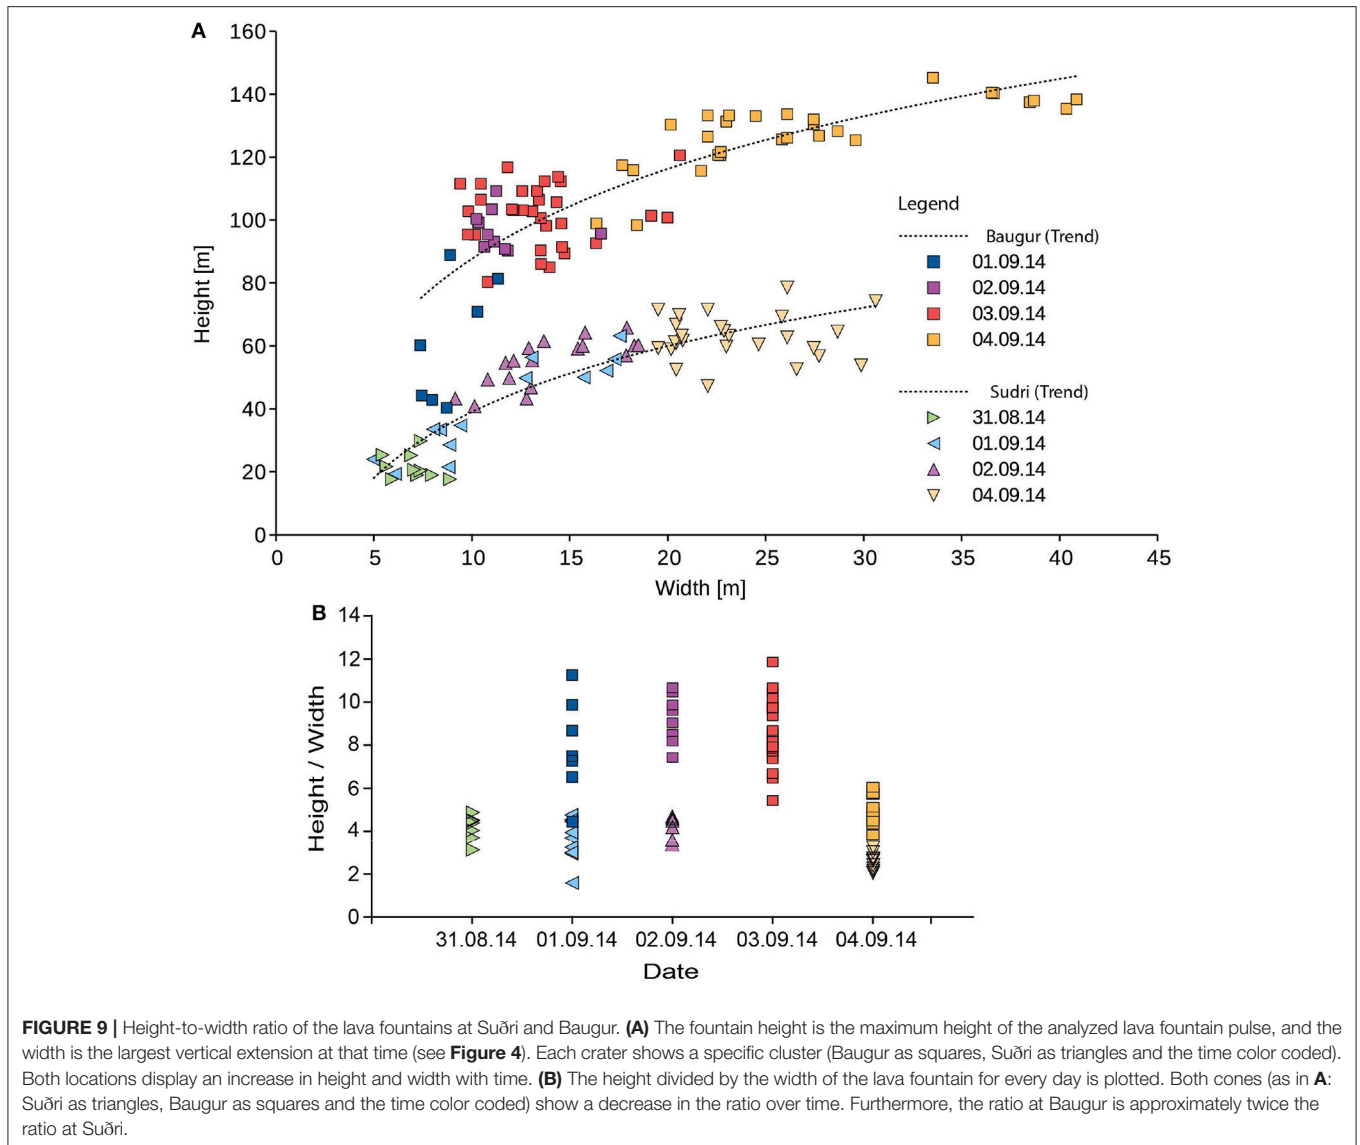 A
160
140
120
100
80
60
40
20
0
Height [m]
0 5 10 15 20 25 30 35 40 45
Width [m]
Legend
Baugur (Trend)
01.09.14
02.09.14
03.09.14
04.09.14
Sudri (Trend)
31.08.14
01.09.14
02.09.14
04.09.14
B
14
12
10
8
6
4
2
0
Height / Width
31.08.14 01.09.14 02.09.14 03.09.14 04.09.14
Date
FIGURE 9 | Height-to-width ratio of the lava fountains at Suðri and Baugur. (A) The fountain height is the maximum height of the analyzed lava fountain pulse, and the
width is the largest vertical extension at that time (see Figure 4). Each crater shows a specific cluster (Baugur as squares, Suðri as triangles and the time color coded).
Both locations display an increase in height and width with time. (B) The height divided by the width of the lava fountain for every day is plotted. Both cones (as in A:
Suðri as triangles, Baugur as squares and the time color coded) show a decrease in the ratio over time. Furthermore, the ratio at Baugur is approximately twice the
ratio at Suðri.